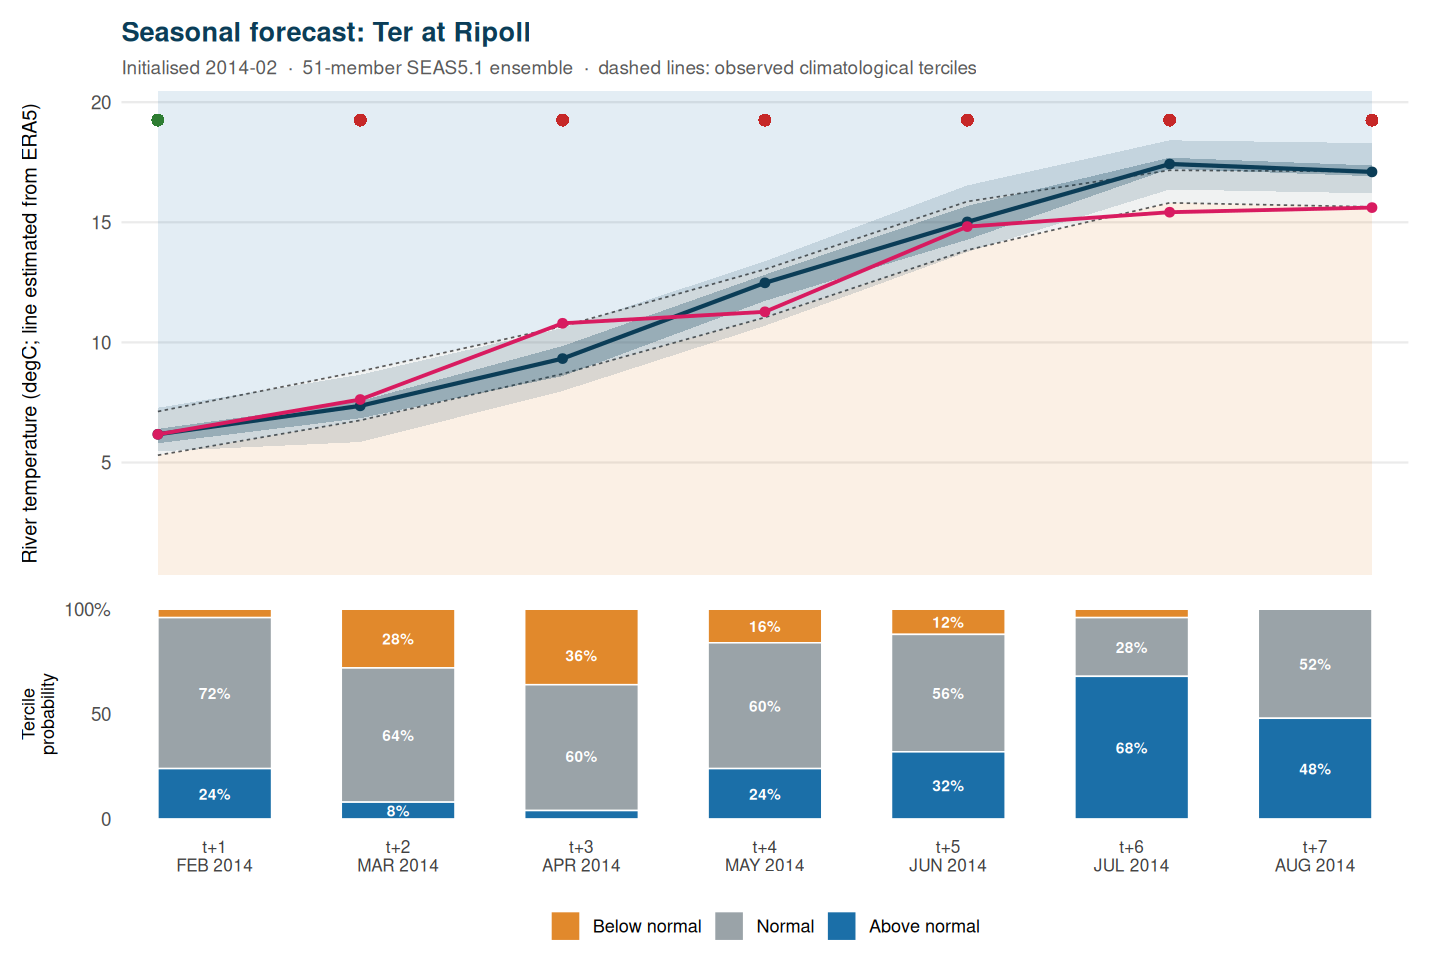 Seasonal forecast: Ter at Ripoll
Initialised 2014-02 · 51-member SEAS5.1 ensemble · dashed lines: observed climatological terciles
River temperature (degC; line estimated from ERA5)
20
15
10
5
Tercile
probability
100%
50
0
72%
24%
28%
64%
8%
36%
60%
16%
60%
24%
12%
56%
32%
28%
68%
52%
48%
t+1
FEB 2014
t+2
MAR 2014
t+3
APR 2014
t+4
MAY 2014
t+5
JUN 2014
t+6
JUL 2014
t+7
AUG 2014
Below normal
Normal
Above normal